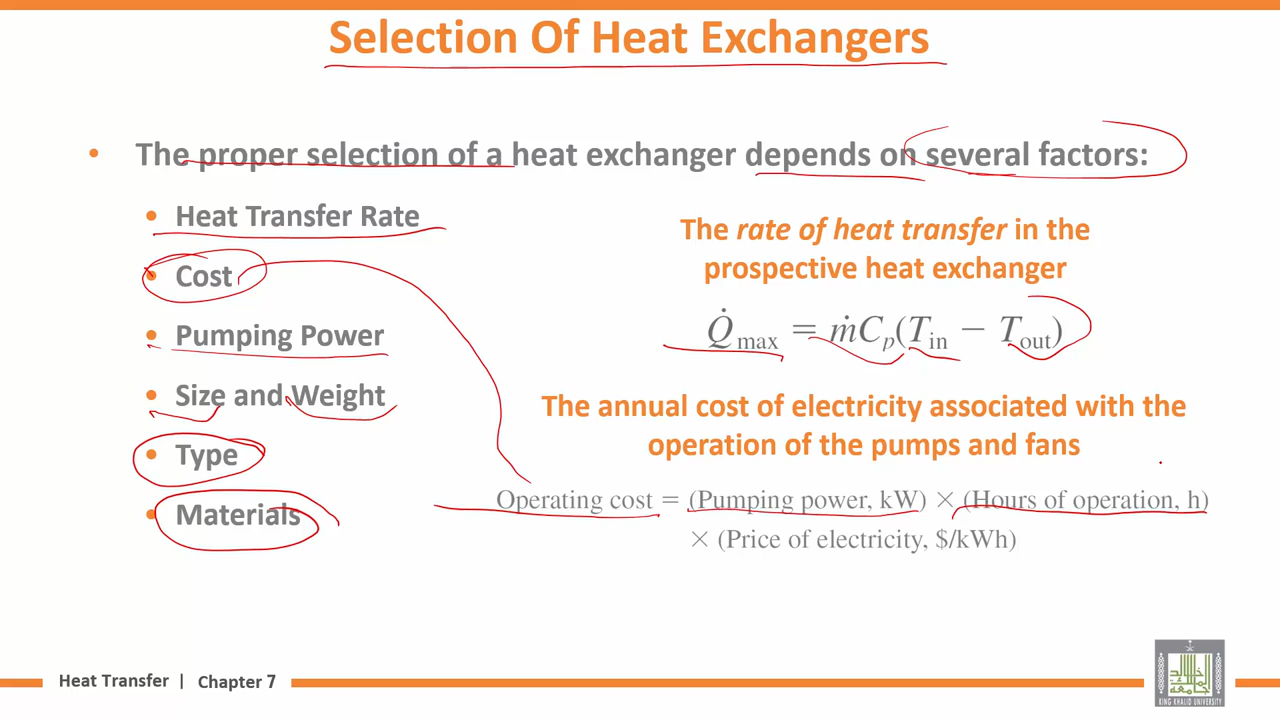 Selection Of Heat Exchangers
• The proper selection of a heat exchanger depends on several factors:
• Heat Transfer Rate
• Cost
• Pumping Power
• Size and Weight
• Type
• Materials
The rate of heat transfer in the
prospective heat exchanger
Q̇max = ṁCp(Tin − Tout)
The annual cost of electricity associated with the
operation of the pumps and fans
Operating cost = (Pumping power, kW) × (Hours of operation, h)
× (Price of electricity, $/kWh)
Heat Transfer | Chapter 7
KING KHALID UNIVERSITY